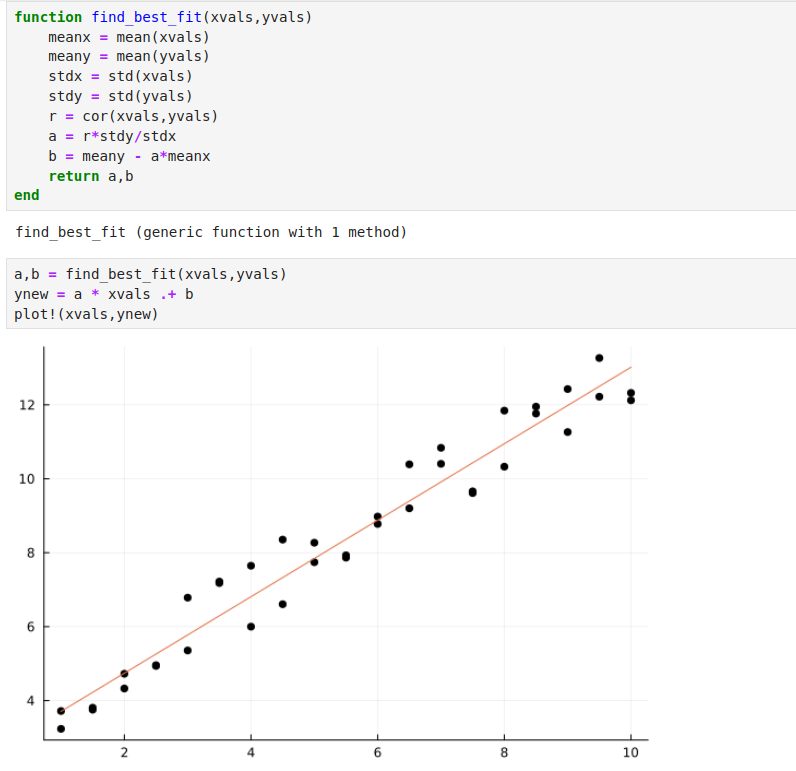 function find_best_fit(xvals,yvals)
    meanx = mean(xvals)
    meany = mean(yvals)
    stdx = std(xvals)
    stdy = std(yvals)
    r = cor(xvals,yvals)
    a = r*stdy/stdx
    b = meany - a*meanx
    return a,b
end
find_best_fit (generic function with 1 method)
a,b = find_best_fit(xvals,yvals)
ynew = a * xvals .+ b
plot!(xvals,ynew)
12
10
8
6
4
2 4 6 8 10